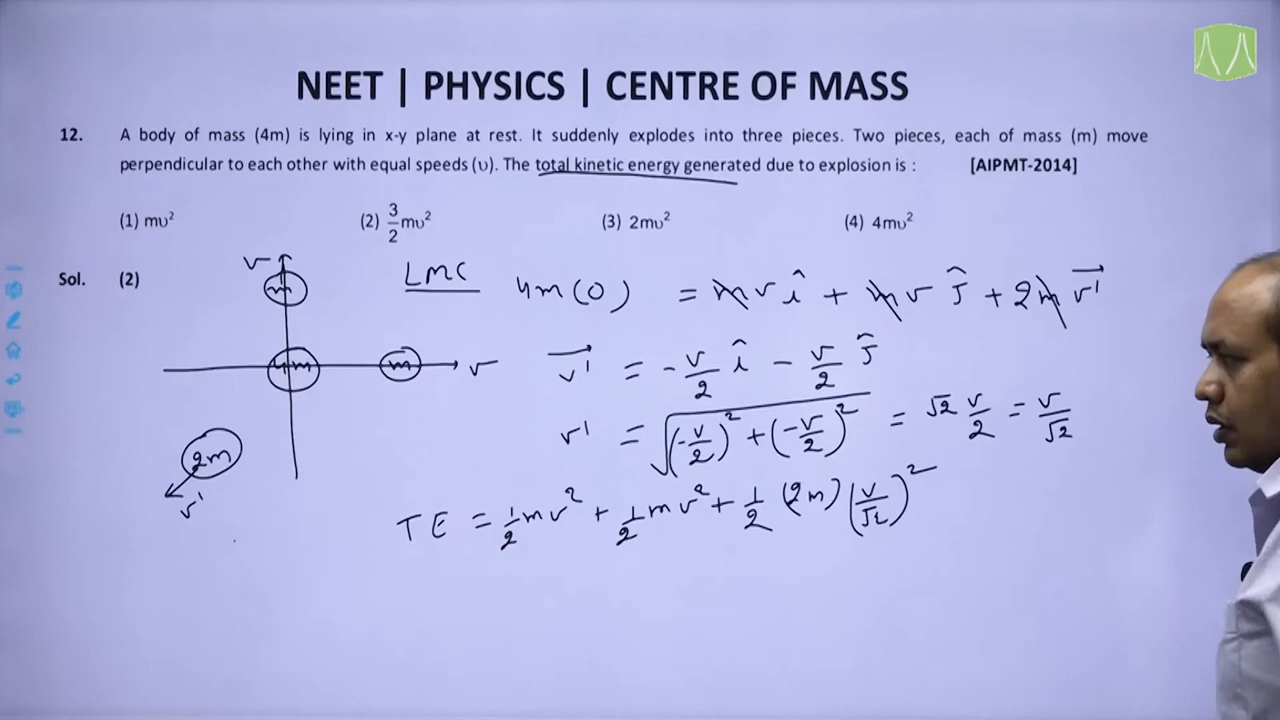 NEET | PHYSICS | CENTRE OF MASS
12. A body of mass (4m) is lying in x-y plane at rest. It suddenly explodes into three pieces. Two pieces, each of mass (m) move
perpendicular to each other with equal speeds (υ). The total kinetic energy generated due to explosion is : [AIPMT-2014]
(1) mυ² (2) 3/2 mυ² (3) 2mυ² (4) 4mυ²
Sol. (2)
v
m
LMC 4m(0) = mv î + mv ĵ + 2m v⃗'
4m m v
v⃗' = -v/2 î - v/2 ĵ
v' = √((-v/2)² + (-v/2)²) = √2 v/2 = v/√2
2m
v'
TE = 1/2 mv² + 1/2 mv² + 1/2 (2m) (v/√2)²